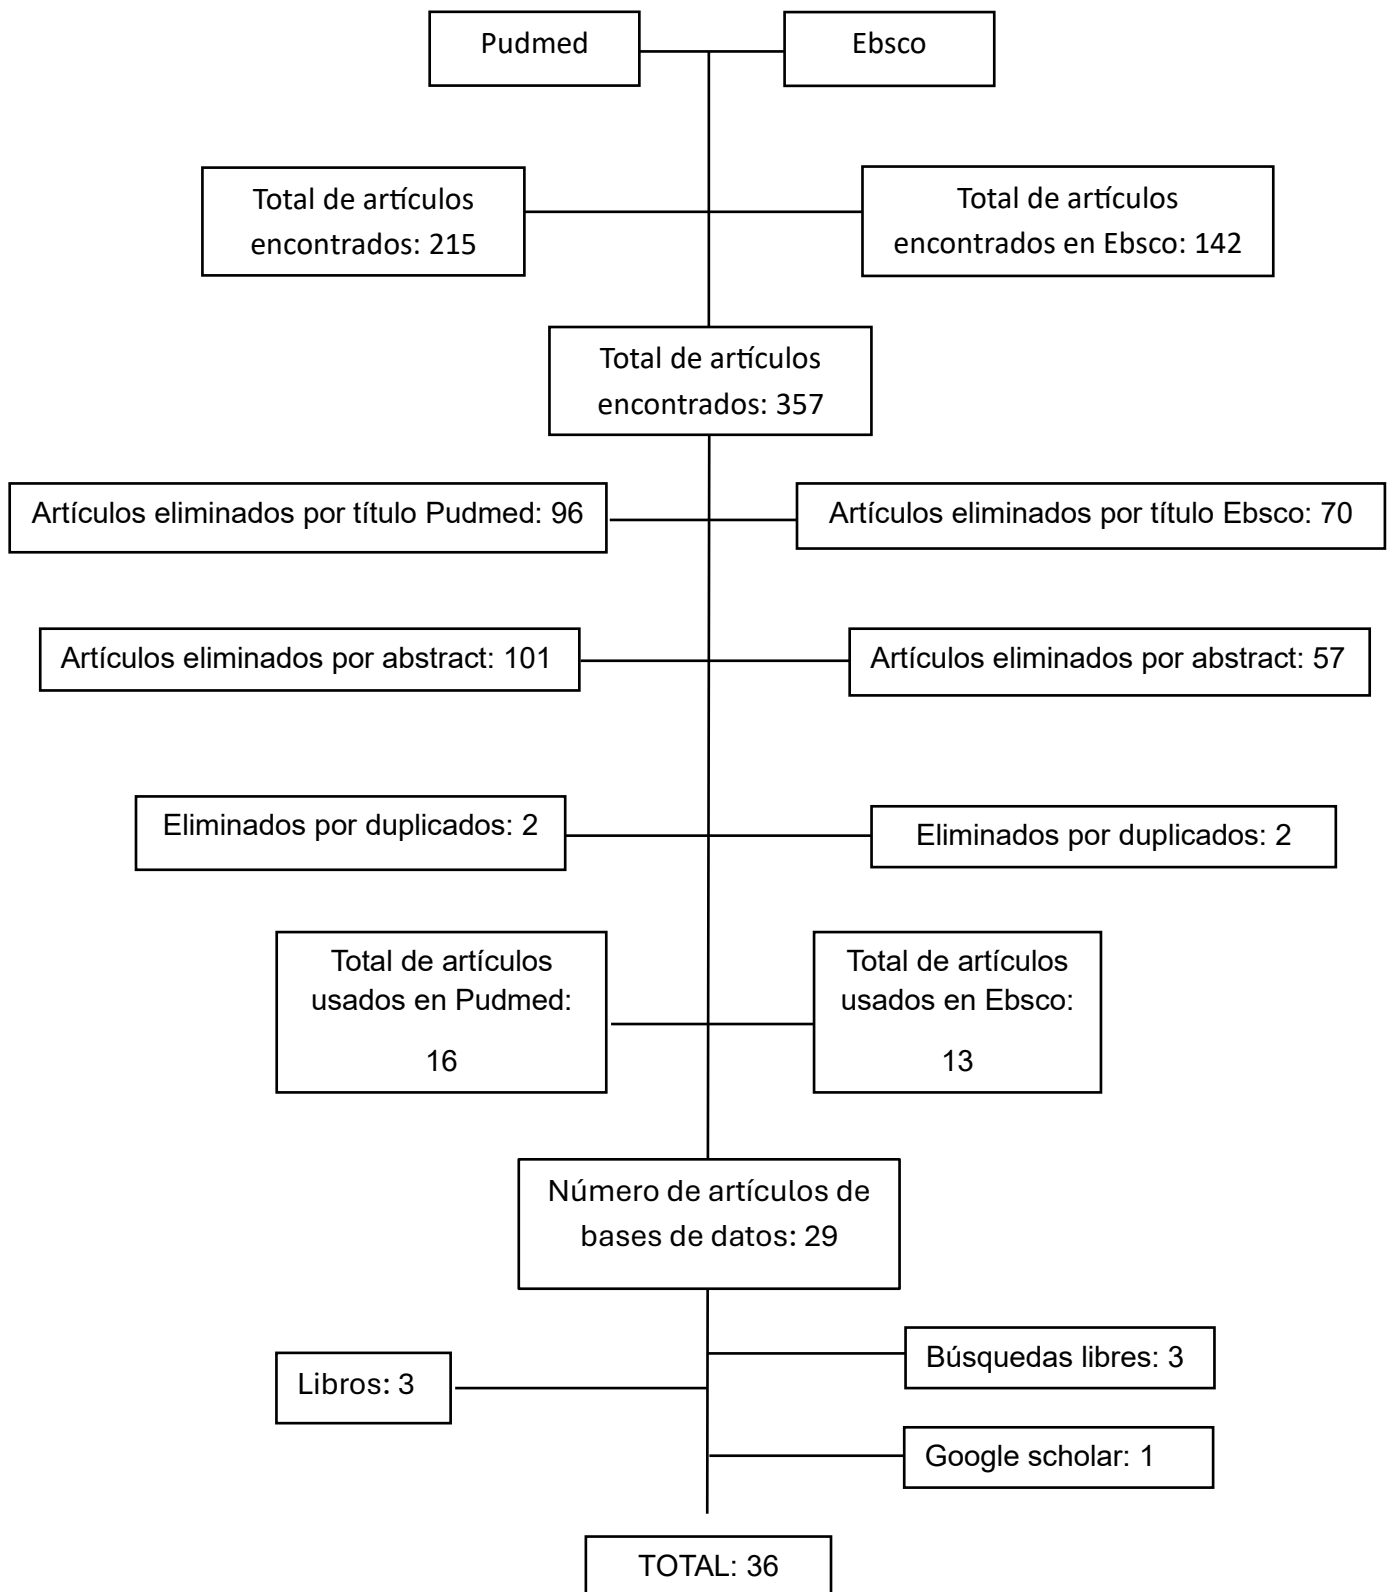 Pudmed
Ebsco
Total de artículos
encontrados: 215
Total de artículos
encontrados en Ebsco: 142
Total de artículos
encontrados: 357
Artículos eliminados por título Pudmed: 96
Artículos eliminados por título Ebsco: 70
Artículos eliminados por abstract: 101
Artículos eliminados por abstract: 57
Eliminados por duplicados: 2
Eliminados por duplicados: 2
Total de artículos
usados en Pudmed:
16
Total de artículos
usados en Ebsco:
13
Número de artículos de
bases de datos: 29
Búsquedas libres: 3
Libros: 3
Google scholar: 1
TOTAL: 36